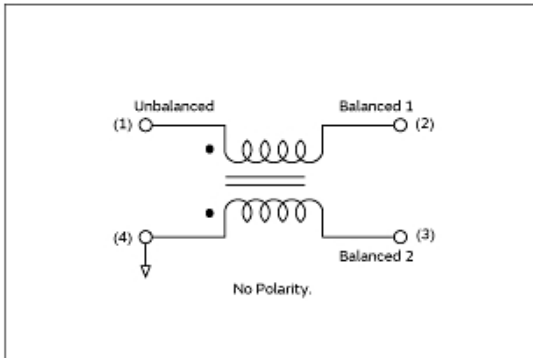 Unbalanced
Balanced 1
(1)
(2)
(4)
(3)
Balanced 2
No Polarity.